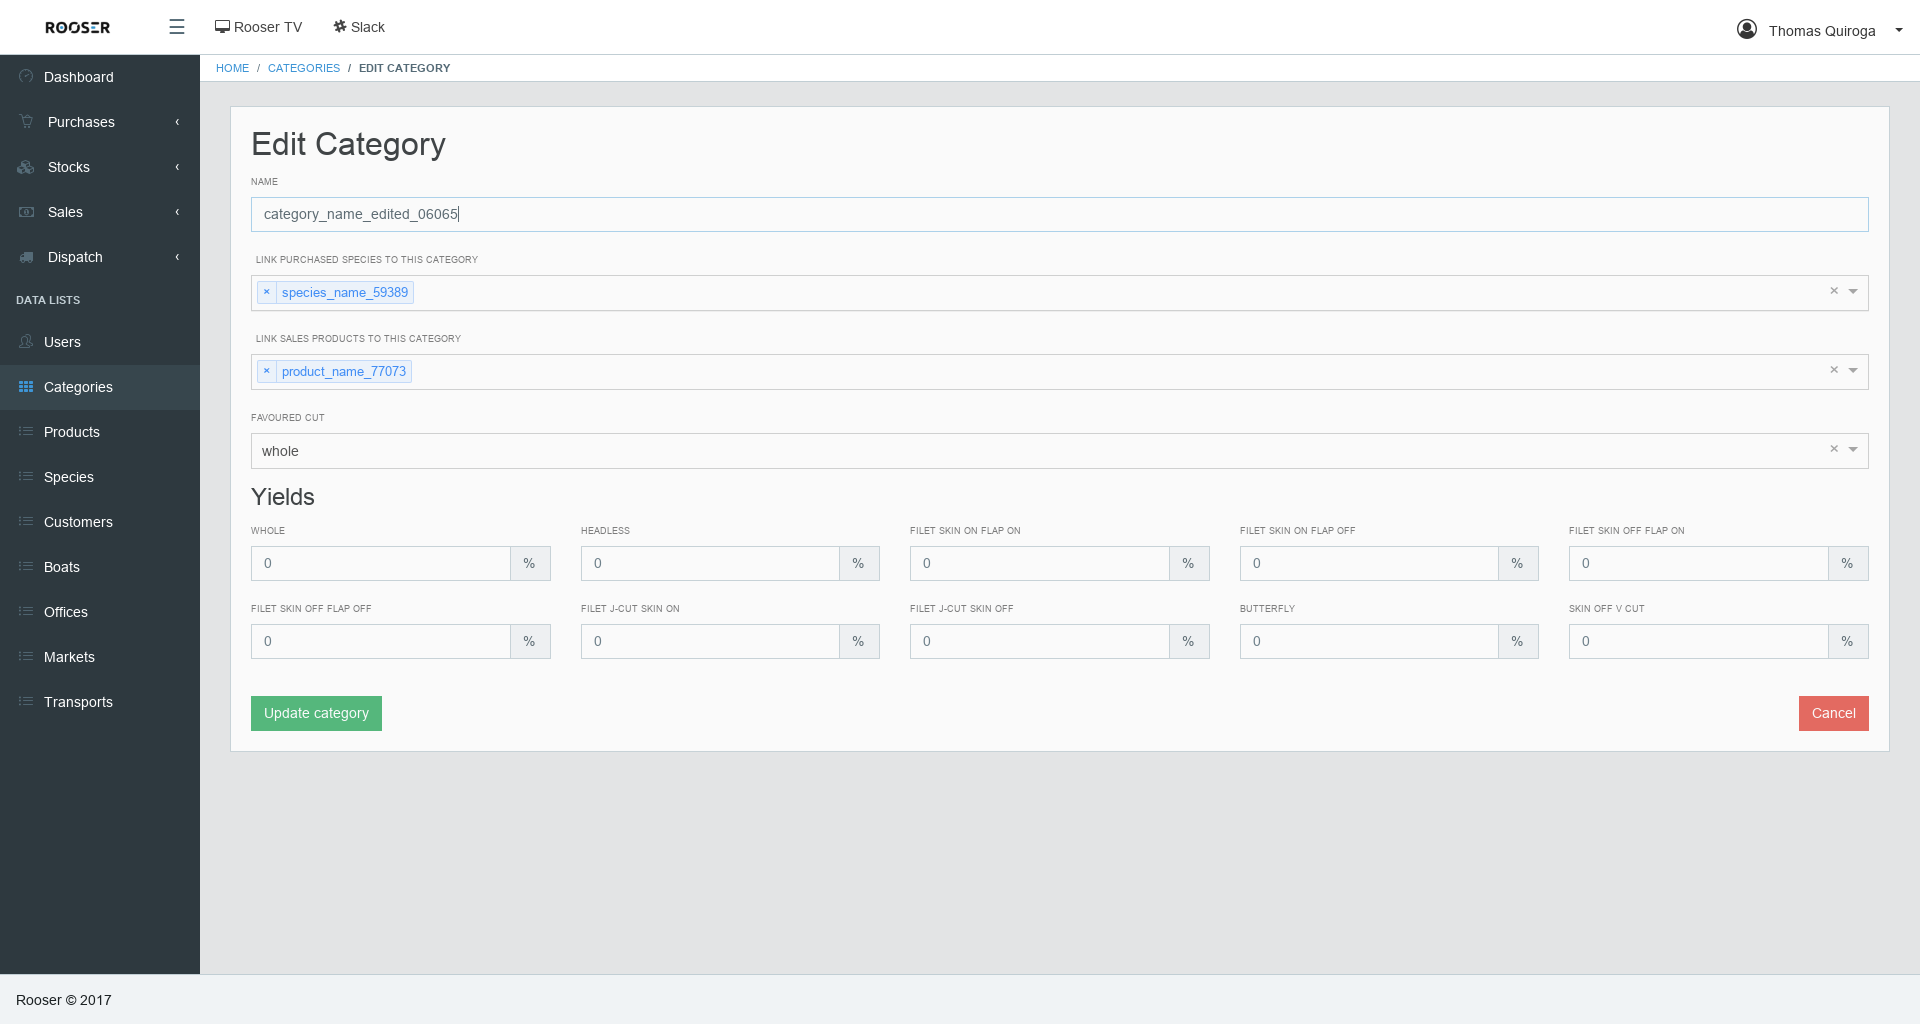 ROOSER
Rooser TV
Slack
Thomas Quiroga
HOME / CATEGORIES / EDIT CATEGORY
Dashboard
Purchases
Stocks
Sales
Dispatch
DATA LISTS
Users
Categories
Products
Species
Customers
Boats
Offices
Markets
Transports
Edit Category
NAME
category_name_edited_06065
LINK PURCHASED SPECIES TO THIS CATEGORY
× species_name_59389 ×
LINK SALES PRODUCTS TO THIS CATEGORY
× product_name_77073 ×
FAVOURED CUT
whole ×
Yields
WHOLE HEADLESS FILET SKIN ON FLAP ON FILET SKIN ON FLAP OFF FILET SKIN OFF FLAP ON
0 % 0 % 0 % 0 % 0 %
FILET SKIN OFF FLAP OFF FILET J-CUT SKIN ON FILET J-CUT SKIN OFF BUTTERFLY SKIN OFF V CUT
0 % 0 % 0 % 0 % 0 %
Update category Cancel
Rooser © 2017